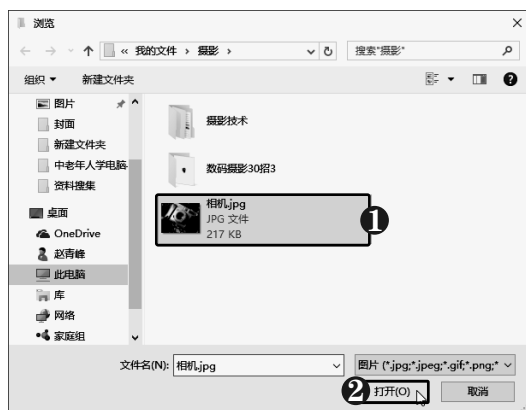 浏览
« 我的文件 › 摄影 ›
搜索"摄影"
组织 新建文件夹
图片
封面
新建文件夹
中老年人学电脑
资料搜集
桌面
OneDrive
赵青峰
此电脑
库
网络
家庭组
摄影技术
数码摄影30招3
相机.jpg
JPG 文件
217 KB
1
文件名(N): 相机.jpg
图片 (*.jpg;*.jpeg;*.gif;*.png;*
2
打开(O) 取消